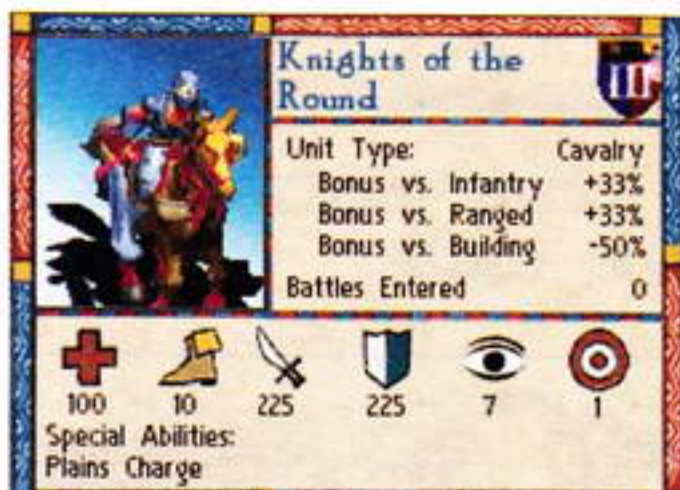 Knights of the
Round
10
Unit Type: Cavalry
Bonus vs. Infantry +33%
Bonus vs. Ranged +33%
Bonus vs. Building -50%
Battles Entered 0
100 10 225 225 7 1
Special Abilities:
Plains Charge